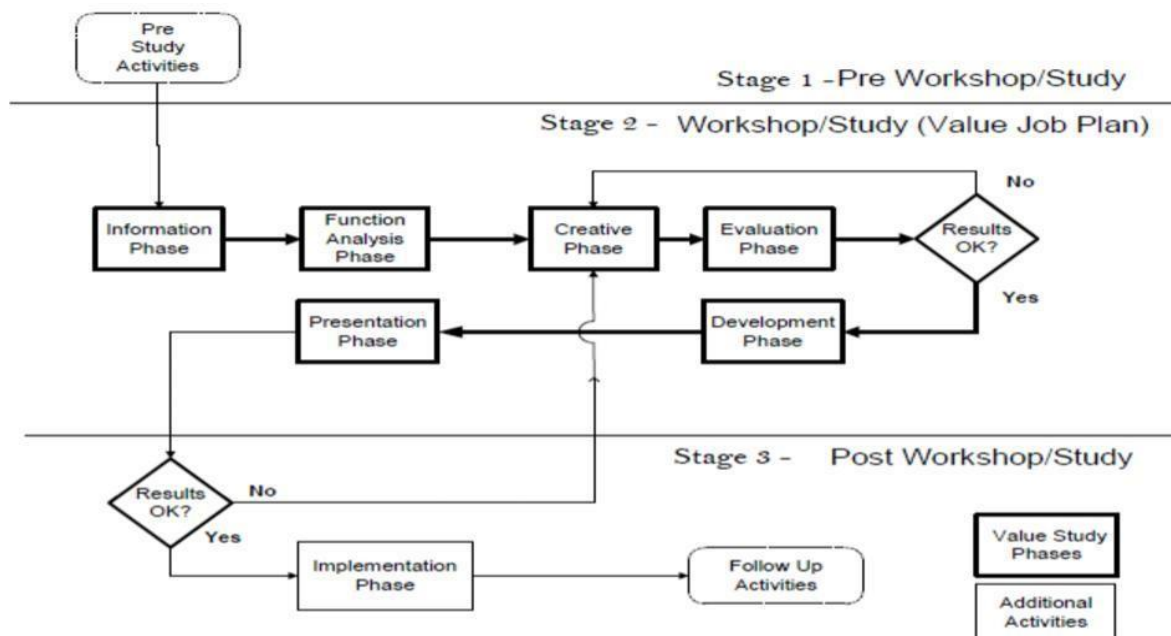 Pre
Study
Activities
Stage 1 -Pre Workshop/Study
Stage 2 - Workshop/Study (Value Job Plan)
No
Information
Phase
Function
Analysis
Phase
Creative
Phase
Evaluation
Phase
Results
OK?
Yes
Presentation
Phase
Development
Phase
Stage 3 - Post Workshop/Study
Results
OK?
No
Yes
Implementation
Phase
Follow Up
Activities
Value Study
Phases
Additional
Activities